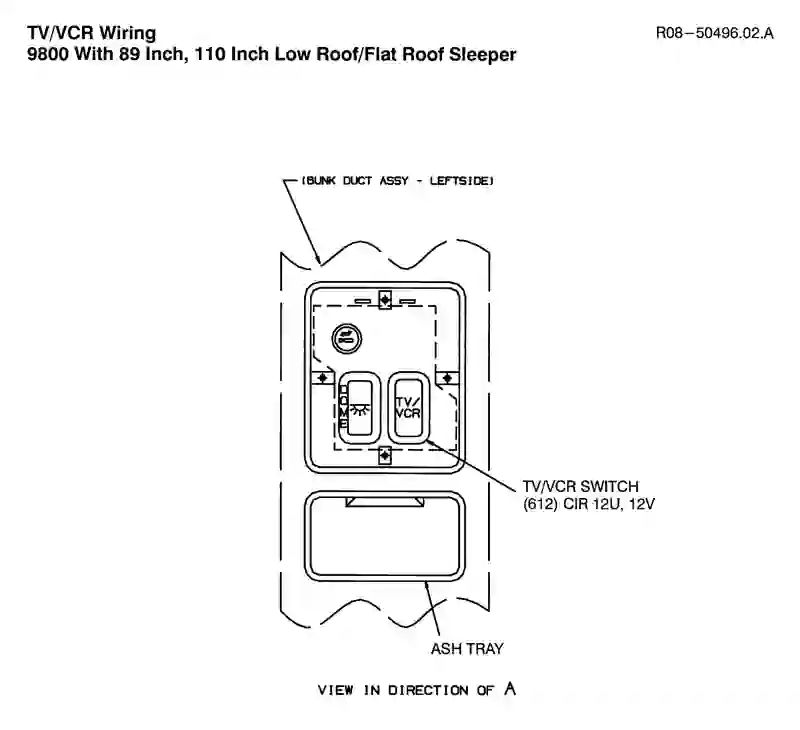 TV/VCR Wiring
R08-50496.02.A
9800 With 89 Inch, 110 Inch Low Roof/Flat Roof Sleeper
(BUNK DUCT ASSY - LEFTSIDE)
DOME
TV/
VCR
TV/VCR SWITCH
(612) CIR 12U, 12V
ASH TRAY
VIEW IN DIRECTION OF A